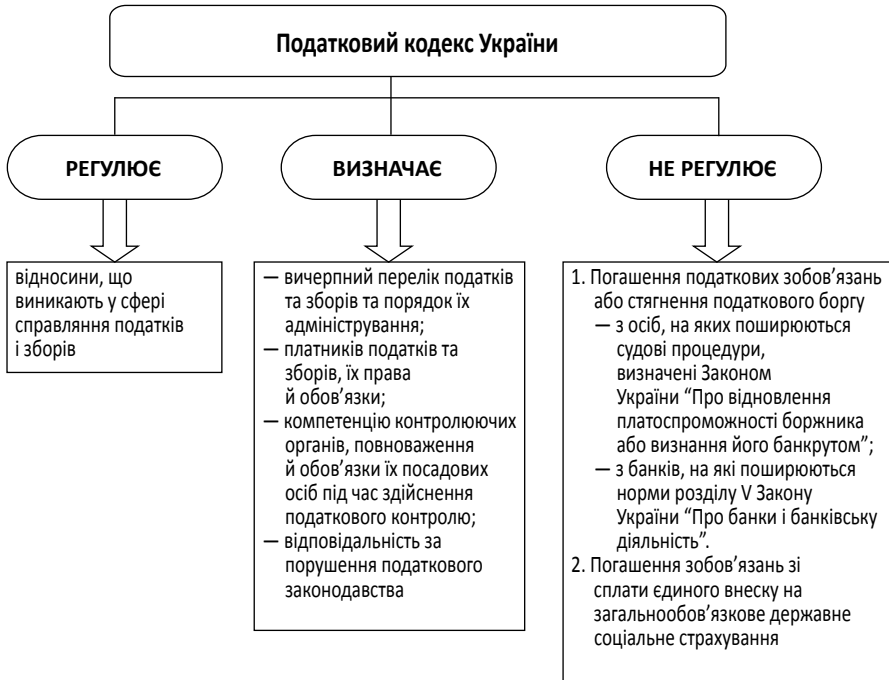 Податковий кодекс України
РЕГУЛЮЄ
ВИЗНАЧАЄ
НЕ РЕГУЛЮЄ
відносини, що
виникають у сфері
справляння податків
і зборів
— вичерпний перелік податків
та зборів та порядок їх
адміністрування;
— платників податків та
зборів, їх права
й обов’язки;
— компетенцію контролюючих
органів, повноваження
й обов’язки їх посадових
осіб під час здійснення
податкового контролю;
— відповідальність за
порушення податкового
законодавства
1. Погашення податкових зобов’язань
або стягнення податкового боргу
— з осіб, на яких поширюються
судові процедури,
визначені Законом
України “Про відновлення
платоспроможності боржника
або визнання його банкрутом”;
— з банків, на які поширюються
норми розділу V Закону
України “Про банки і банківську
діяльність”.
2. Погашення зобов’язань зі
сплати єдиного внеску на
загальнообов’язкове державне
соціальне страхування